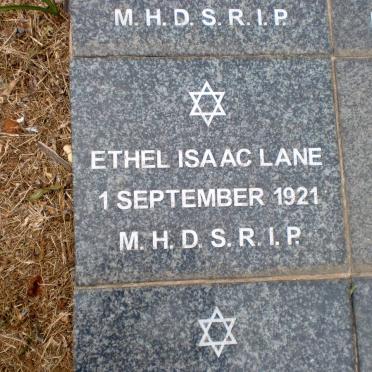 M. H. D. S. R. I. P.
ETHEL ISAAC LANE
1 SEPTEMBER 1921
M. H. D. S. R. I. P.